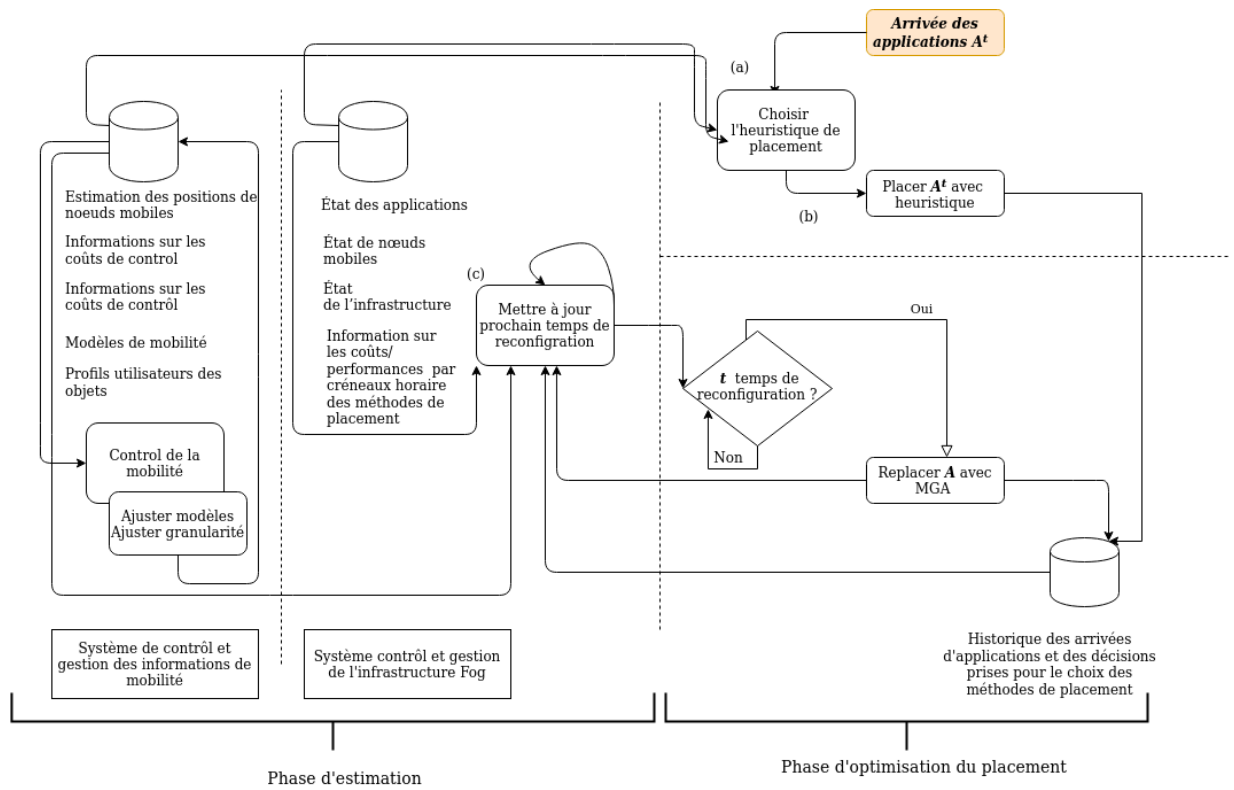 Arrivée des
applications Aᵗ
(a)
Choisir
l'heuristique de
placement
Placer Aᵗ avec
heuristique
(b)
Estimation des positions de
noeuds mobiles
Informations sur les
coûts de control
Informations sur les
coûts de contrôl
Modèles de mobilité
Profils utilisateurs des
objets
Control de la
mobilité
Ajuster modèles
Ajuster granularité
État des applications
État de nœuds
mobiles
État
de l’infrastructure
Information sur
les coûts/
performances par
créneaux horaire
des méthodes de
placement
(c)
Mettre à jour
prochain temps de
reconfigration
Oui
t temps de
reconfiguration ?
Non
Replacer A avec
MGA
Historique des arrivées
d'applications et des décisions
prises pour le choix des
méthodes de placement
Système de contrôl et
gestion des informations de
mobilité
Système contrôl et gestion
de l'infrastructure Fog
Phase d'estimation
Phase d'optimisation du placement